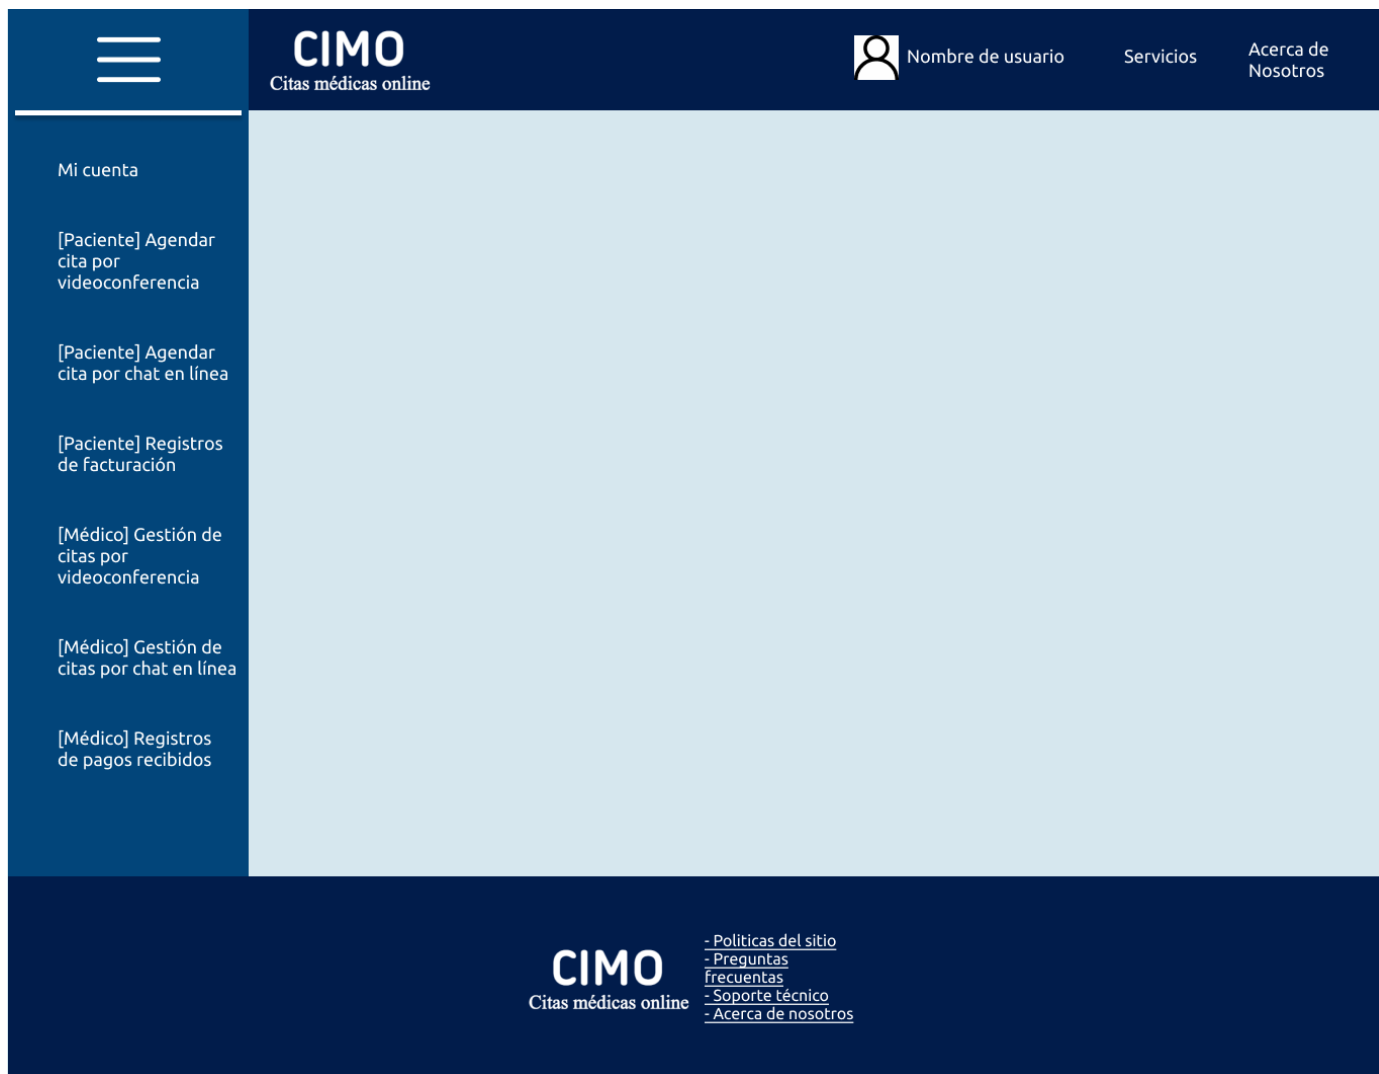 CIMO
Citas médicas online
Nombre de usuario
Servicios
Acerca de
Nosotros
Mi cuenta
[Paciente] Agendar
cita por
videoconferencia
[Paciente] Agendar
cita por chat en línea
[Paciente] Registros
de facturación
[Médico] Gestión de
citas por
videoconferencia
[Médico] Gestión de
citas por chat en línea
[Médico] Registros
de pagos recibidos
CIMO
Citas médicas online
- Politicas del sitio
- Preguntas
frecuentas
- Soporte técnico
- Acerca de nosotros